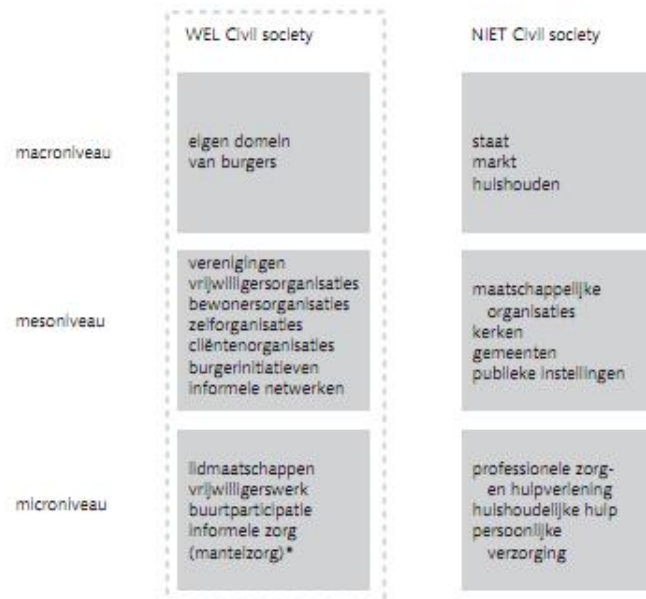 WEL Civil society
NIET Civil society
macroniveau
eigen domein
van burgers
staat
markt
huishouden
mesoniveau
verenigingen
vrijwilligersorganisaties
bewonersorganisaties
zelforganisaties
cliëntenorganisaties
burgerinitiatieven
informele netwerken
maatschappelijke
organisaties
kerken
gemeenten
publieke instellingen
microniveau
lidmaatschappen
vrijwilligerswerk
buurtparticipatie
informele zorg
(mantelzorg)*
professionele zorg-
en hulpverlening
huishoudelijke hulp
persoonlijke
verzorging